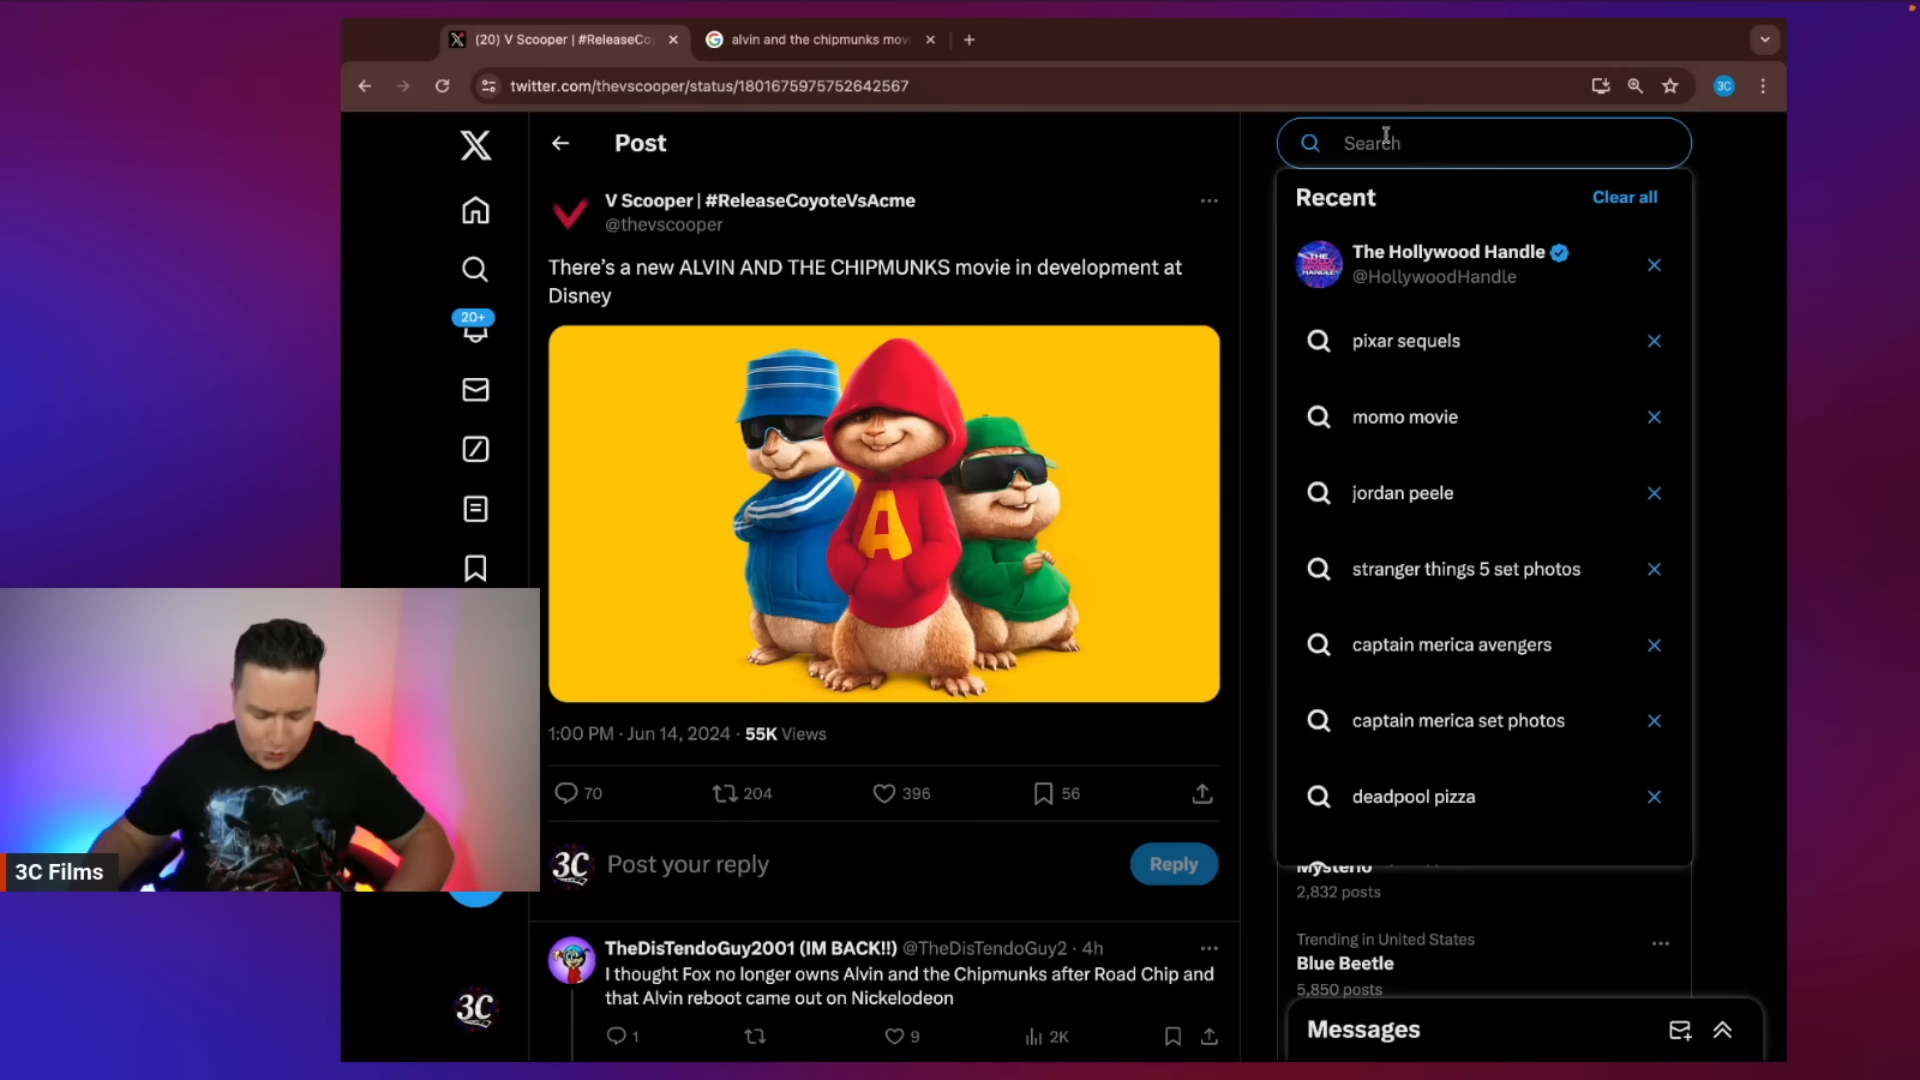 (20) V Scooper | #ReleaseCo
alvin and the chipmunks mov
twitter.com/thevscooper/status/1801675975752642567
3C
Post
Search
V Scooper | #ReleaseCoyoteVsAcme
@thevscooper
There's a new ALVIN AND THE CHIPMUNKS movie in development at
Disney
A
1:00 PM · Jun 14, 2024 · 55K Views
70
204
396
56
3C
Post your reply
Reply
TheDisTendoGuy2001 (IM BACK!!) @TheDisTendoGuy2 · 4h
I thought Fox no longer owns Alvin and the Chipmunks after Road Chip and
that Alvin reboot came out on Nickelodeon
1
9
2K
20+
3C
3C Films
Recent
Clear all
The Hollywood Handle
@HollywoodHandle
pixar sequels
momo movie
jordan peele
stranger things 5 set photos
captain merica avengers
captain merica set photos
deadpool pizza
Mysterio
2,832 posts
Trending in United States
Blue Beetle
5,850 posts
Messages